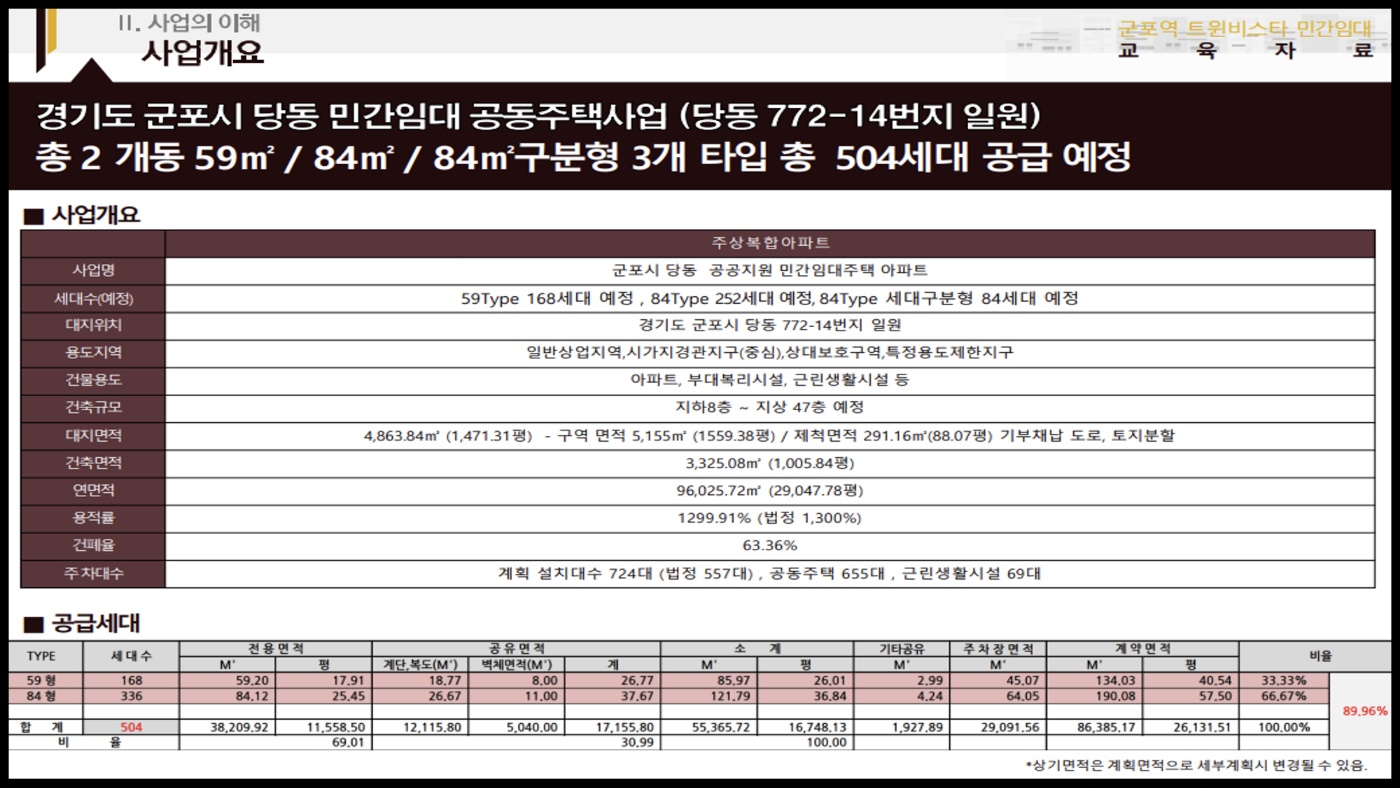 II. 사업의 이해
사업개요
군포역 트윈비스타 민간임대
교 육 자 료
경기도 군포시 당동 민간임대 공동주택사업 (당동 772-14번지 일원)
총 2 개동 59㎡ / 84㎡ / 84㎡구분형 3개 타입 총 504세대 공급 예정
■ 사업개요
주상복합아파트
사업명 군포시 당동 공공지원 민간임대주택 아파트
세대수(예정) 59Type 168세대 예정 , 84Type 252세대 예정, 84Type 세대구분형 84세대 예정
대지위치 경기도 군포시 당동 772-14번지 일원
용도지역 일반상업지역,시가지경관지구(중심),상대보호구역,특정용도제한지구
건물용도 아파트, 부대복리시설, 근린생활시설 등
건축규모 지하8층 ~ 지상 47층 예정
대지면적 4,863.84㎡ (1,471.31평) - 구역 면적 5,155㎡ (1559.38평) / 제척면적 291.16㎡(88.07평) 기부채납 도로, 토지분할
건축면적 3,325.08㎡ (1,005.84평)
연면적 96,025.72㎡ (29,047.78평)
용적률 1299.91% (법정 1,300%)
건폐율 63.36%
주차대수 계획 설치대수 724대 (법정 557대) , 공동주택 655대 , 근린생활시설 69대
■ 공급세대
TYPE 세대수 전용면적 공유면적 소 계 기타공유 주차장면적 계약면적 비율
M² 평 계단,복도(M²) 벽체면적(M²) 계 M² 평 M² M² M² 평
59 형 168 59,20 17.91 18.77 8.00 26.77 85.97 26.01 2.99 45.07 134.03 40.54 33.33%
84 형 336 84,12 25.45 26.67 11.00 37.67 121.79 36.84 4.24 64.05 190.08 57.50 66.67%
89.96%
합 계 504 38,209.92 11,558.50 12,115.80 5,040.00 17,155.80 55,365.72 16,748.13 1,927.89 29,091.56 86,385.17 26,131.51 100.00%
비 율 69.01 30.99 100.00
*상기면적은 계획면적으로 세부계획시 변경될 수 있음.